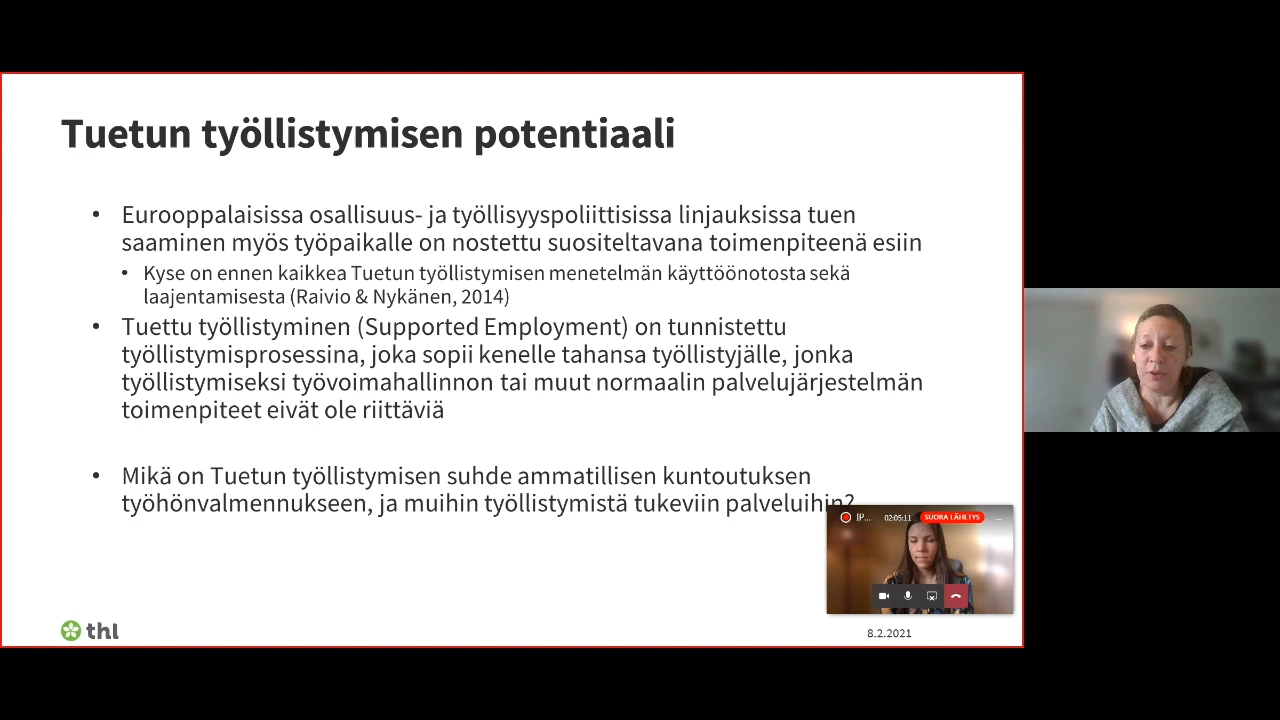 Tuetun työllistymisen potentiaali
• Eurooppalaisissa osallisuus- ja työllisyyspoliittisissa linjauksissa tuen
saaminen myös työpaikalle on nostettu suositeltavana toimenpiteenä esiin
• Kyse on ennen kaikkea Tuetun työllistymisen menetelmän käyttöönotosta sekä
laajentamisesta (Raivio & Nykänen, 2014)
• Tuettu työllistyminen (Supported Employment) on tunnistettu
työllistymisprosessina, joka sopii kenelle tahansa työllistyjälle, jonka
työllistymiseksi työvoimahallinnon tai muut normaalin palvelujärjestelmän
toimenpiteet eivät ole riittäviä
• Mikä on Tuetun työllistymisen suhde ammatillisen kuntoutuksen
työhönvalmennukseen, ja muihin työllistymistä tukeviin palveluihin?
IP... 02:05:11 SUORA LÄHETYS ...
thl
8.2.2021